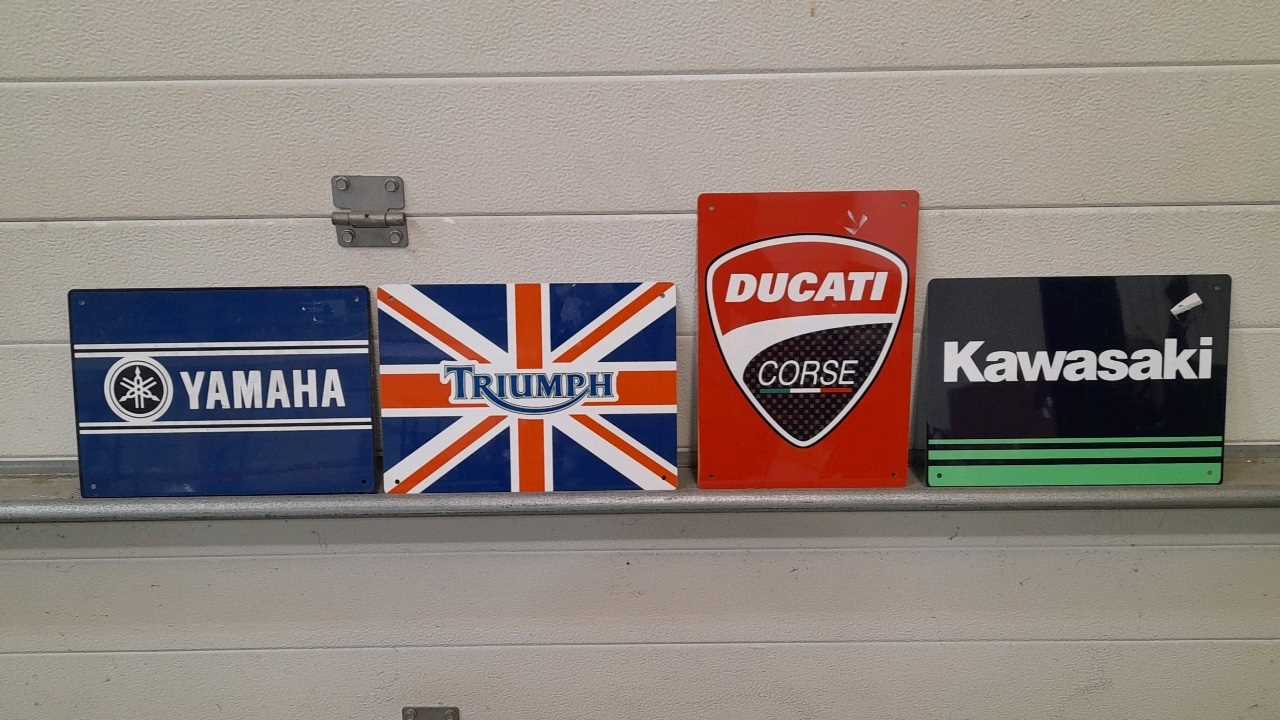 YAMAHA
TRIUMPH
DUCATI
CORSE
Kawasaki